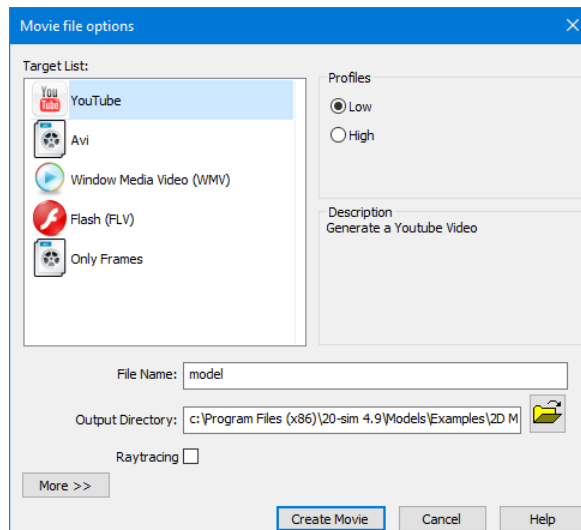 Movie file options
Target List:
You
Tube
YouTube
Avi
Window Media Video (WMV)
Flash (FLV)
Only Frames
Profiles
Low
High
Description
Generate a Youtube Video
File Name: model
Output Directory: c:\Program Files (x86)\20-sim 4.9\Models\Examples\2D M
Raytracing
More >>
Create Movie Cancel Help